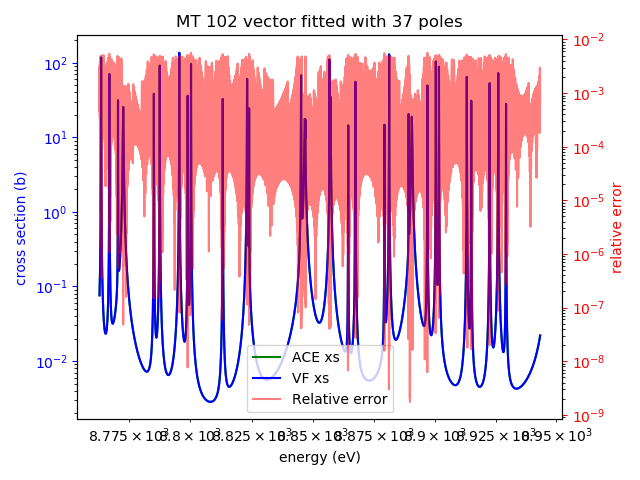 MT 102 vector fitted with 37 poles
cross section (b)
10²
10¹
10⁰
10⁻¹
10⁻²
10⁻²
10⁻³
10⁻⁴
10⁻⁵
10⁻⁶
10⁻⁷
10⁻⁸
10⁻⁹
relative error
ACE xs
VF xs
Relative error
8.775 × 10³ 8.8 × 10³ 8.825 × 10³ 8.85 × 10³ 8.875 × 10³ 8.9 × 10³ 8.925 × 10³ 8.95 × 10³
energy (eV)